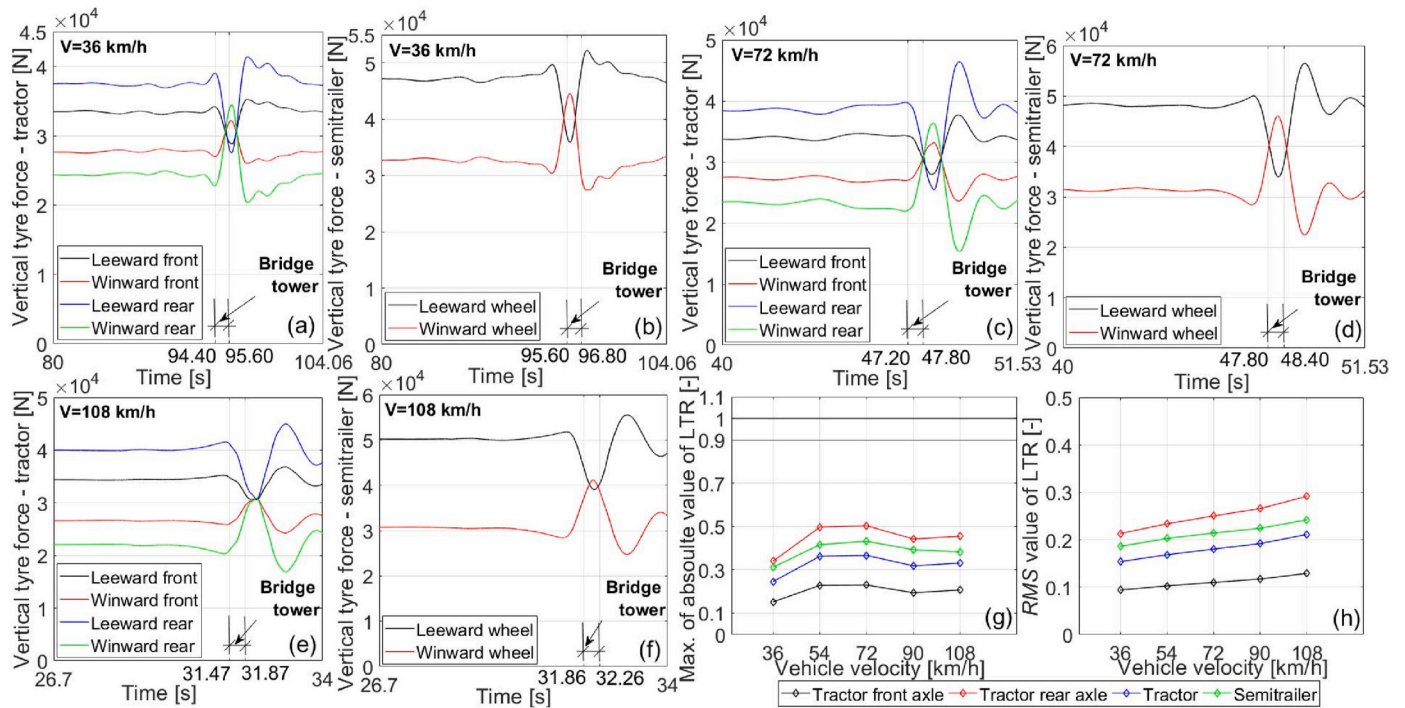 ×10⁴
4.5
4
3.5
3
2.5
2
1
0
Vertical tyre force - tractor [N]
V=36 km/h
Leeward front
Winward front
Leeward rear
Winward rear
Bridge
tower
(a)
80
94.40
95.60
104.06
Time [s]
×10⁴
5.5
5
4
3
2
1
0
Vertical tyre force - semitrailer [N]
V=36 km/h
Leeward wheel
Winward wheel
Bridge
tower
(b)
80
95.60
96.80
104.06
Time [s]
×10⁴
5
4
3
2
1
0
Vertical tyre force - tractor [N]
V=72 km/h
Leeward front
Winward front
Leeward rear
Winward rear
Bridge
tower
(c)
40
47.20
47.80
51.53
Time [s]
×10⁴
6
5
4
3
2
1
0
Vertical tyre force - semitrailer [N]
V=72 km/h
Leeward wheel
Winward wheel
Bridge
tower
(d)
40
47.80
48.40
51.53
Time [s]
×10⁴
5
4
3
2
1
0
Vertical tyre force - tractor [N]
V=108 km/h
Leeward front
Winward front
Leeward rear
Winward rear
Bridge
tower
(e)
26.7
31.47
31.87
34
Time [s]
×10⁴
6
5
4
3
2
1
0
Vertical tyre force - semitrailer [N]
V=108 km/h
Leeward wheel
Winward wheel
Bridge
tower
(f)
26.7
31.86
32.26
34
Time [s]
Max. of absoulte value of LTR [-]
1.1
1
0.9
0.7
0.5
0.3
0.1
0
(g)
36 54 72 90 108
Vehicle velocity [km/h]
RMS value of LTR [-]
0.5
0.4
0.3
0.2
0.1
0
(h)
36 54 72 90 108
Vehicle velocity [km/h]
Tractor front axle Tractor rear axle Tractor Semitrailer